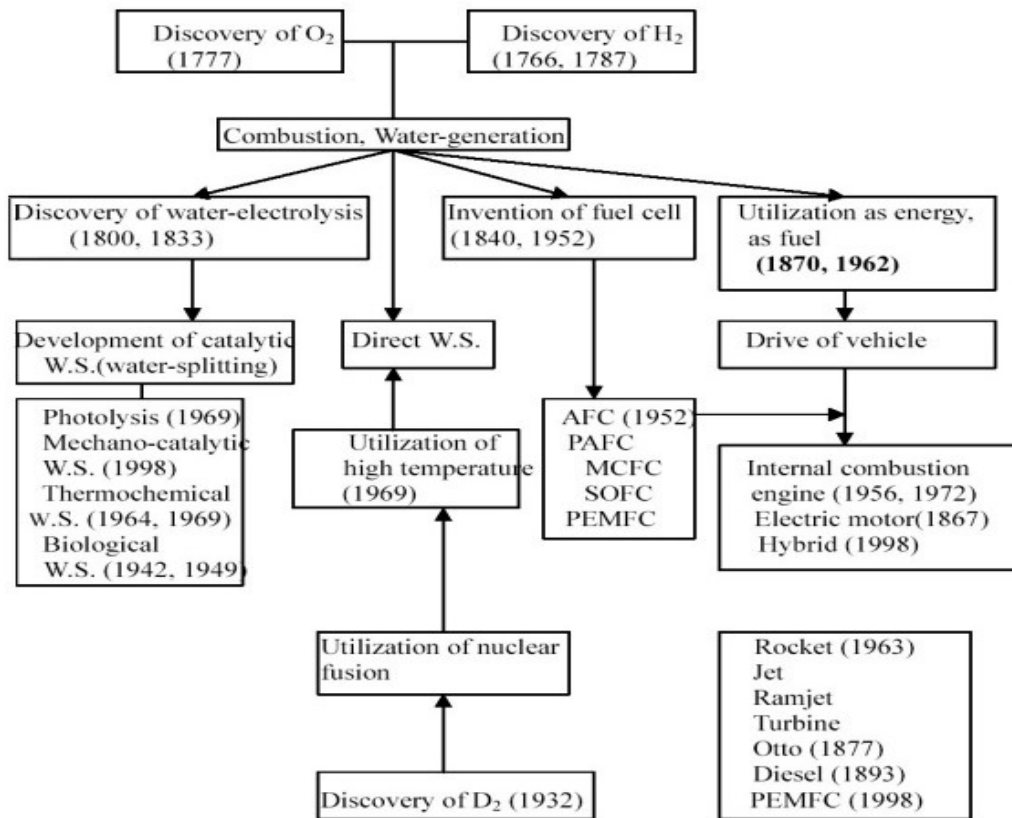 Discovery of O₂
(1777)
Discovery of H₂
(1766, 1787)
Combustion, Water-generation
Discovery of water-electrolysis
(1800, 1833)
Invention of fuel cell
(1840, 1952)
Utilization as energy,
as fuel
(1870, 1962)
Development of catalytic
W.S.(water-splitting)
Direct W.S.
Drive of vehicle
Photolysis (1969)
Mechano-catalytic
W.S. (1998)
Thermochemical
W.S. (1964, 1969)
Biological
W.S. (1942, 1949)
Utilization of
high temperature
(1969)
AFC (1952)
PAFC
MCFC
SOFC
PEMFC
Internal combustion
engine (1956, 1972)
Electric motor(1867)
Hybrid (1998)
Utilization of nuclear
fusion
Rocket (1963)
Jet
Ramjet
Turbine
Otto (1877)
Diesel (1893)
PEMFC (1998)
Discovery of D₂ (1932)